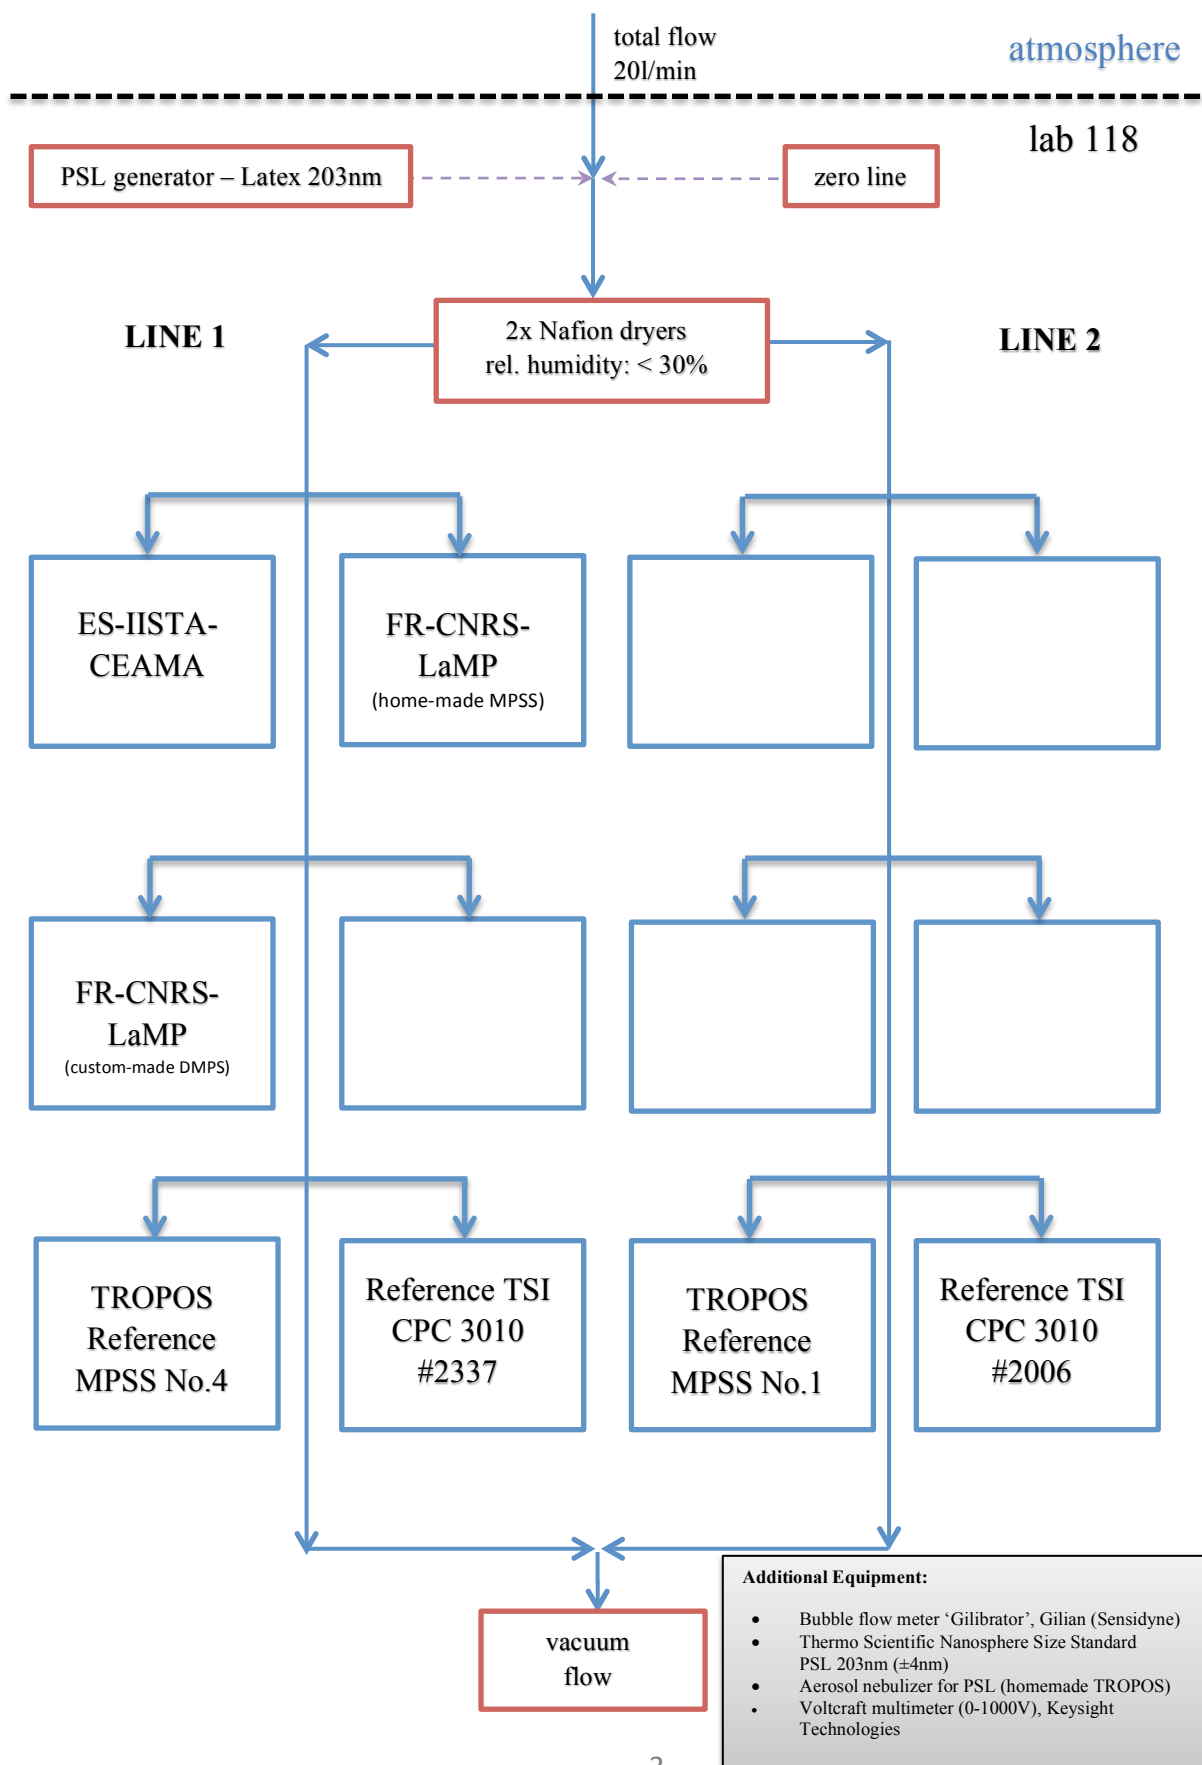 total flow
20l/min
atmosphere
lab 118
PSL generator – Latex 203nm
zero line
LINE 1
2x Nafion dryers
rel. humidity: < 30%
LINE 2
ES-IISTA-
CEAMA
FR-CNRS-
LaMP
(home-made MPSS)
FR-CNRS-
LaMP
(custom-made DMPS)
TROPOS
Reference
MPSS No.4
Reference TSI
CPC 3010
#2337
TROPOS
Reference
MPSS No.1
Reference TSI
CPC 3010
#2006
vacuum
flow
Additional Equipment:
• Bubble flow meter ‘Gilibrator’, Gilian (Sensidyne)
• Thermo Scientific Nanosphere Size Standard
PSL 203nm (±4nm)
• Aerosol nebulizer for PSL (homemade TROPOS)
• Voltcraft multimeter (0-1000V), Keysight
Technologies